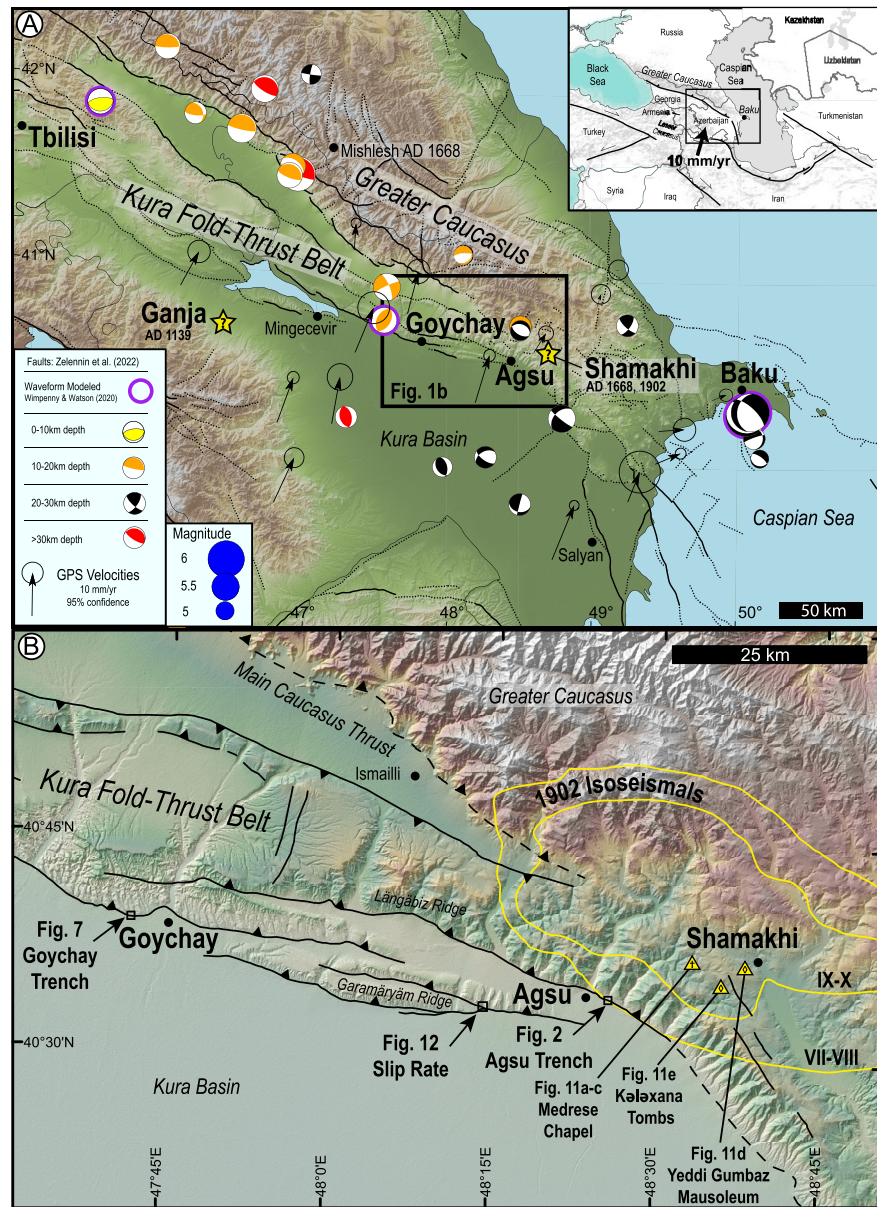 A
42°
Tbilisi
Mishlesh AD 1668
Greater Caucasus
Kura Fold-Thrust Belt
41°
Ganja
AD 1139
?
Mingecevir
Goychay
Agsu
?
Shamakhi
AD 1668, 1902
Fig. 1b
Baku
Kura Basin
Salyan
Caspian Sea
47°
48°
49°
50°
50 km
Kazakhstan
Russia
Uzbekistan
Black
Sea
Caspian
Sea
Greater Caucasus
Georgia
Baku
Armenia
Azerbaijan
Lesser
Caucasus
Turkey
Turkmenistan
10 mm/yr
Syria
Iraq
Iran
Faults: Zelennin et al. (2022)
Waveform Modeled
Wimpenny & Watson (2020)
0-10km depth
10-20km depth
20-30km depth
>30km depth
GPS Velocities
10 mm/yr
95% confidence
Magnitude
6
5.5
5
B
25 km
Main Caucasus Thrust
Greater Caucasus
Ismailli
1902 Isoseismals
Kura Fold-Thrust Belt
40°45'N
Längäbiz Ridge
Fig. 7
Goychay
Trench
Goychay
Garamäryäm Ridge
Agsu
Shamakhi
IX-X
VII-VIII
Fig. 12
Slip Rate
Fig. 2
Agsu Trench
40°30'N
Fig. 11a-c
Medrese
Chapel
Fig. 11e
Kələxana
Tombs
Fig. 11d
Yeddi Gumbaz
Mausoleum
Kura Basin
47°45'E
48°0'E
48°15'E
48°30'E
48°45'E